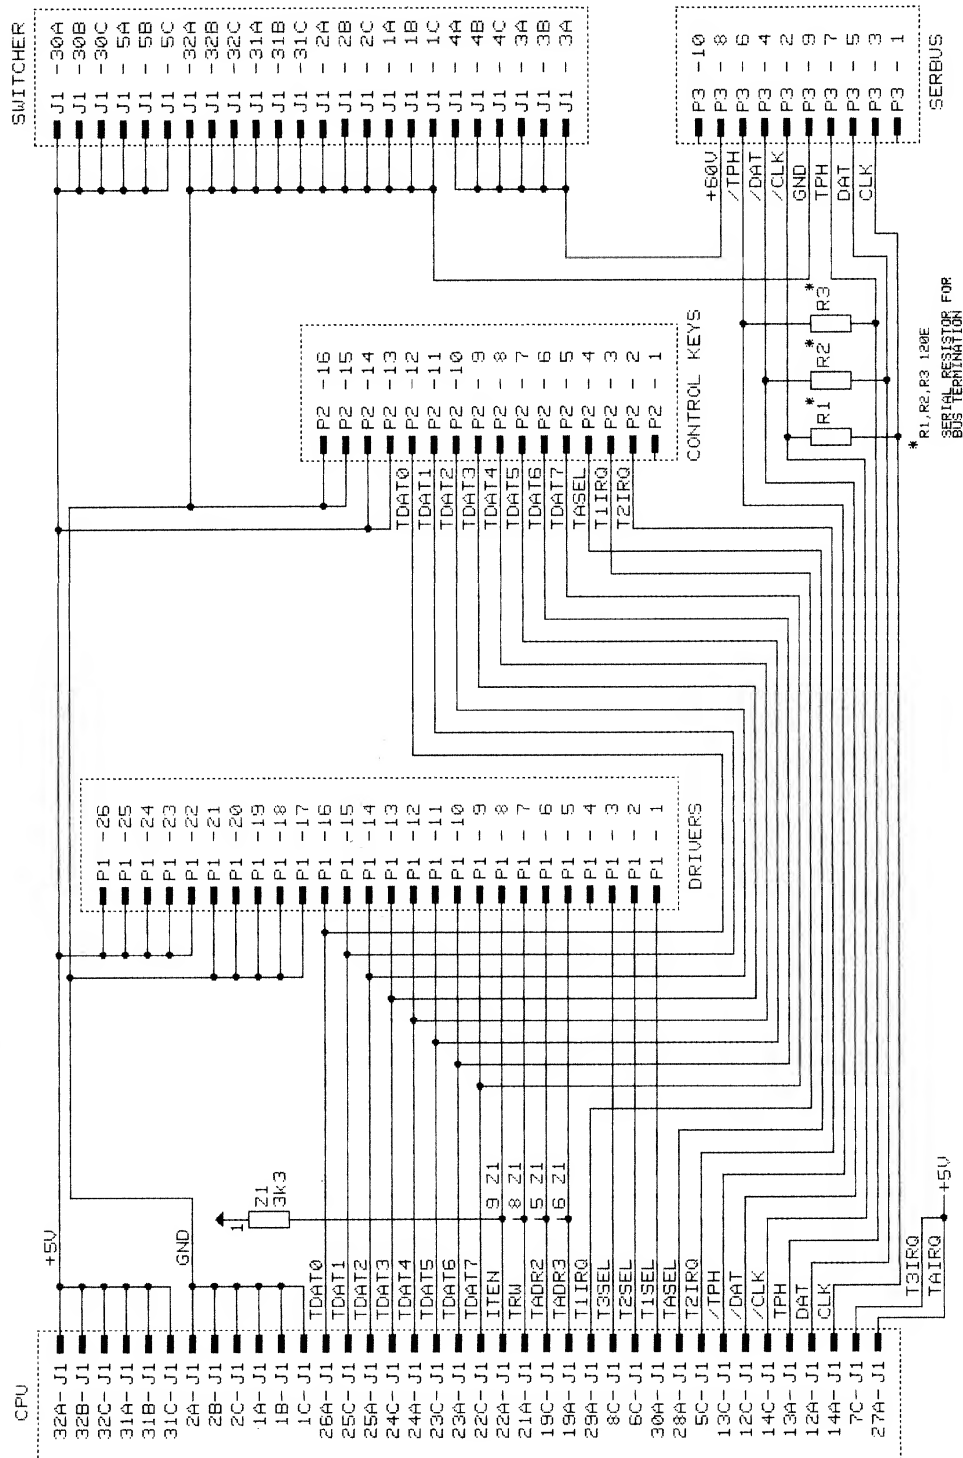 SWITCHER
J1 -30A
J1 -30B
J1 -30C
J1 - 5A
J1 - 5B
J1 - 5C
J1 -32A
J1 -32B
J1 -32C
J1 -31A
J1 -31B
J1 -31C
J1 - 2A
J1 - 2B
J1 - 2C
J1 - 1A
J1 - 1B
J1 - 1C
J1 - 4A
J1 - 4B
J1 - 4C
J1 - 3A
J1 - 3B
J1 - 3A
P3 -10
P3 - 8
P3 - 6
P3 - 4
P3 - 2
P3 - 9
P3 - 7
P3 - 5
P3 - 3
P3 - 1
SERBUS
+60V
/TPH
/DAT
/CLK
GND
TPH
DAT
CLK
P2 -16
P2 -15
P2 -14
P2 -13
P2 -12
P2 -11
P2 -10
P2 - 9
P2 - 8
P2 - 7
P2 - 6
P2 - 5
P2 - 4
P2 - 3
P2 - 2
P2 - 1
CONTROL KEYS
TDAT0
TDAT1
TDAT2
TDAT3
TDAT4
TDAT5
TDAT6
TDAT7
TASEL
T1IRQ
T2IRQ
R1 *
R2 *
R3 *
* R1,R2,R3 120E
SERIAL RESISTOR FOR
BUS TERMINATION
P1 -26
P1 -25
P1 -24
P1 -23
P1 -22
P1 -21
P1 -20
P1 -19
P1 -18
P1 -17
P1 -16
P1 -15
P1 -14
P1 -13
P1 -12
P1 -11
P1 -10
P1 - 9
P1 - 8
P1 - 7
P1 - 6
P1 - 5
P1 - 4
P1 - 3
P1 - 2
P1 - 1
DRIVERS
1 Z1
3k3
9 Z1
8 Z1
5 Z1
6 Z1
+5V
GND
TDAT0
TDAT1
TDAT2
TDAT3
TDAT4
TDAT5
TDAT6
TDAT7
ITEN
TRW
TADR2
TADR3
T1IRQ
T3SEL
T2SEL
T1SEL
TASEL
T2IRQ
/TPH
/DAT
/CLK
TPH
DAT
CLK
T3IRQ
TAIRQ
+5V
CPU
32A- J1
32B- J1
32C- J1
31A- J1
31B- J1
31C- J1
2A- J1
2B- J1
2C- J1
1A- J1
1B- J1
1C- J1
26A- J1
25C- J1
25A- J1
24C- J1
24A- J1
23C- J1
23A- J1
22C- J1
22A- J1
21A- J1
19C- J1
19A- J1
29A- J1
8C- J1
6C- J1
30A- J1
28A- J1
5C- J1
13C- J1
12C- J1
14C- J1
13A- J1
12A- J1
14A- J1
7C- J1
27A- J1